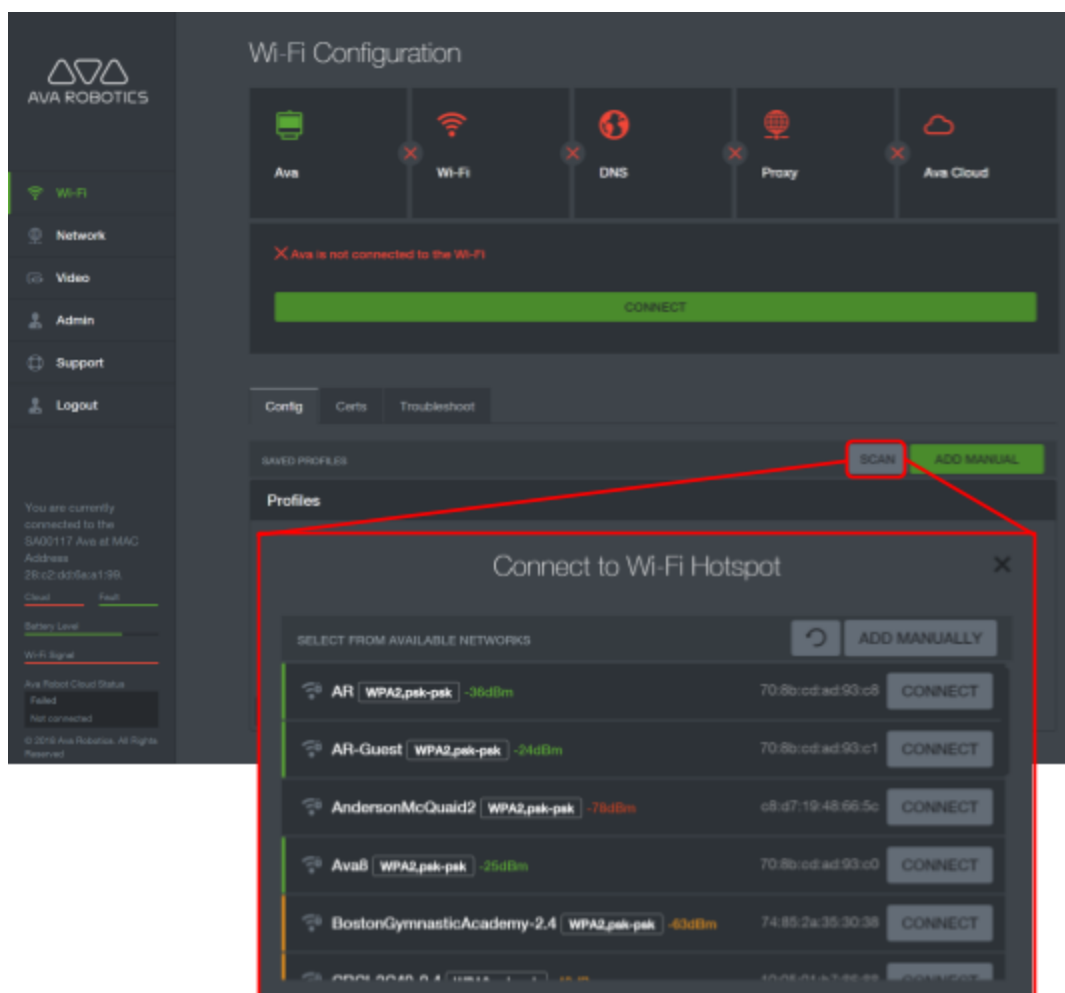 AVA ROBOTICS
Wi-Fi
Network
Video
Admin
Support
Logout
You are currently
connected to the
SA00117 Ava at MAC
Address
28:c2:dd:6e:a1:99.
Cloud Fault
Battery Level
Wi-Fi Signal
Ava Robot Cloud Status
Failed
Not connected
© 2019 Ava Robotics. All Rights
Reserved
Wi-Fi Configuration
Ava Wi-Fi DNS Proxy Ava Cloud
Ava is not connected to the Wi-Fi
CONNECT
Config Certs Troubleshoot
SAVED PROFILES SCAN ADD MANUAL
Profiles
Connect to Wi-Fi Hotspot
SELECT FROM AVAILABLE NETWORKS ADD MANUALLY
AR WPA2,psk-psk -36dBm 70:8b:cd:ad:93:c8 CONNECT
AR-Guest WPA2,psk-psk -24dBm 70:8b:cd:ad:93:c1 CONNECT
AndersonMcQuaid2 WPA2,psk-psk -78dBm c8:d7:19:48:66:5c CONNECT
Ava8 WPA2,psk-psk -25dBm 70:8b:cd:ad:93:c0 CONNECT
BostonGymnasticAcademy-2.4 WPA2,psk-psk -63dBm 74:85:2a:35:30:38 CONNECT
CONNECT